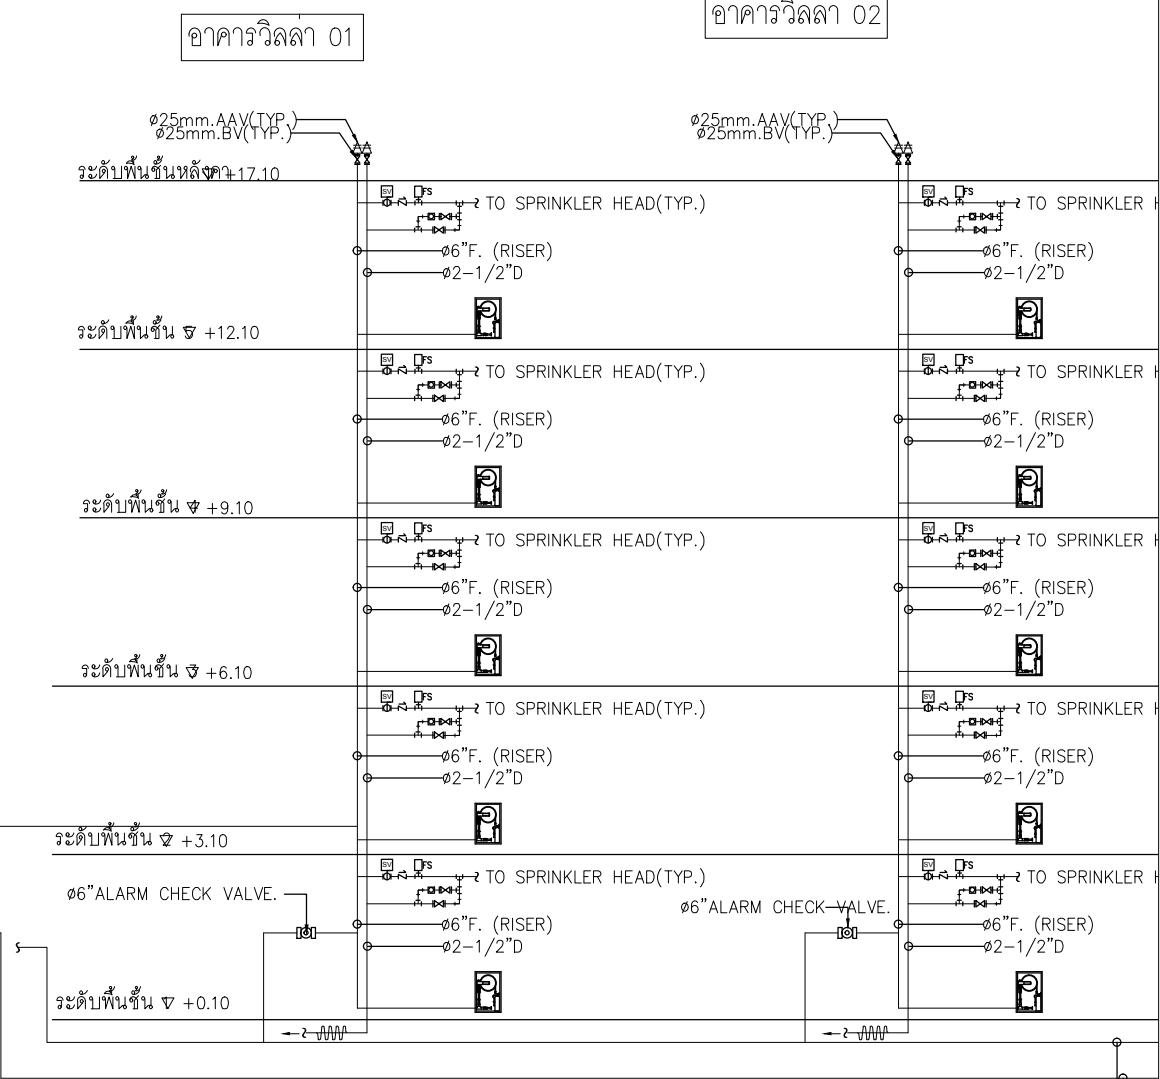 อาคารวิลล่า 01
อาคารวิลล่า 02
ø25mm.AAV(TYP.)
ø25mm.BV(TYP.)
ø25mm.AAV(TYP.)
ø25mm.BV(TYP.)
ระดับพื้นชั้นหลังคา +17.10
SV FS
TO SPRINKLER HEAD(TYP.)
ø6"F. (RISER)
ø2-1/2"D
SV FS
TO SPRINKLER H
ø6"F. (RISER)
ø2-1/2"D
ระดับพื้นชั้น 5 +12.10
SV FS
TO SPRINKLER HEAD(TYP.)
ø6"F. (RISER)
ø2-1/2"D
SV FS
TO SPRINKLER H
ø6"F. (RISER)
ø2-1/2"D
ระดับพื้นชั้น 4 +9.10
SV FS
TO SPRINKLER HEAD(TYP.)
ø6"F. (RISER)
ø2-1/2"D
SV FS
TO SPRINKLER H
ø6"F. (RISER)
ø2-1/2"D
ระดับพื้นชั้น 3 +6.10
SV FS
TO SPRINKLER HEAD(TYP.)
ø6"F. (RISER)
ø2-1/2"D
SV FS
TO SPRINKLER H
ø6"F. (RISER)
ø2-1/2"D
ระดับพื้นชั้น 2 +3.10
SV FS
TO SPRINKLER HEAD(TYP.)
ø6"ALARM CHECK VALVE.
ø6"F. (RISER)
ø2-1/2"D
SV FS
TO SPRINKLER H
ø6"ALARM CHECK VALVE.
ø6"F. (RISER)
ø2-1/2"D
ระดับพื้นชั้น 1 +0.10